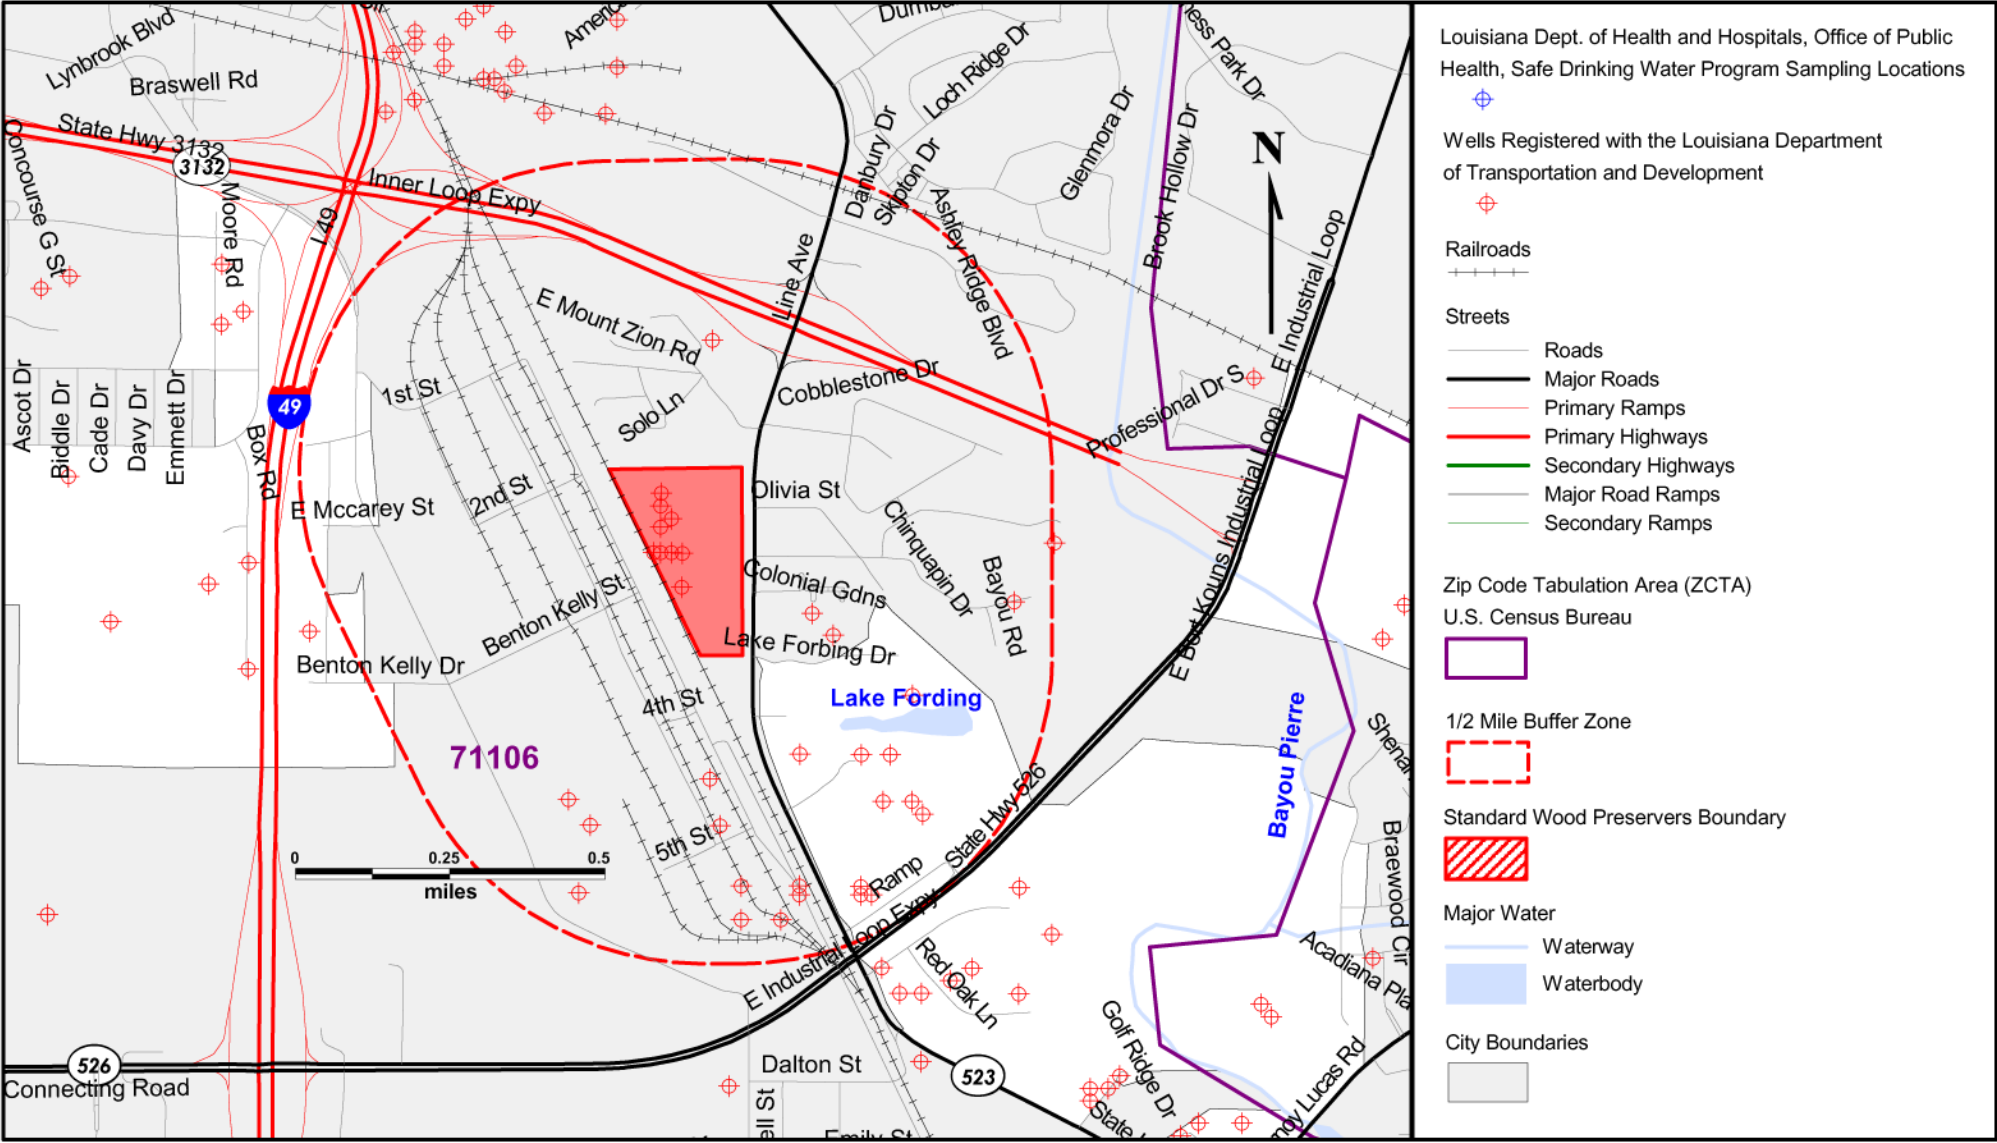 Lynbrook Blvd
Braswell Rd
State Hwy 3132
3132
Concourse G St
Moore Rd
I-49
Inner Loop Expy
Line Ave
Danbury Dr
Skipton Dr
Loch Ridge Dr
Glenmora Dr
Ashley Ridge Blvd
Brook Hollow Dr
ness Park Dr
N
E Industrial Loop
E Mount Zion Rd
Solo Ln
Cobblestone Dr
Professional Dr S
1st St
2nd St
Ascot Dr
Biddle Dr
Cade Dr
Davy Dr
Emmett Dr
49
Box Rd
E Mccarey St
Olivia St
Chinquapin Dr
Bayou Rd
Colonial Gdns
Lake Forbing Dr
E Bert Kouns Industrial Loop
Benton Kelly St
Benton Kelly Dr
4th St
Lake Fording
71106
5th St
Bayou Pierre
Braewood Cir
0 0.25 0.5
miles
Ramp
State Hwy 526
E Industrial Loop Expy
Red Oak Ln
Golf Ridge Dr
526
Connecting Road
Dalton St
523
ell St
Emily St
Louisiana Dept. of Health and Hospitals, Office of Public
Health, Safe Drinking Water Program Sampling Locations
Wells Registered with the Louisiana Department
of Transportation and Development
Railroads
Streets
Roads
Major Roads
Primary Ramps
Primary Highways
Secondary Highways
Major Road Ramps
Secondary Ramps
Zip Code Tabulation Area (ZCTA)
U.S. Census Bureau
1/2 Mile Buffer Zone
Standard Wood Preservers Boundary
Major Water
Waterway
Waterbody
City Boundaries